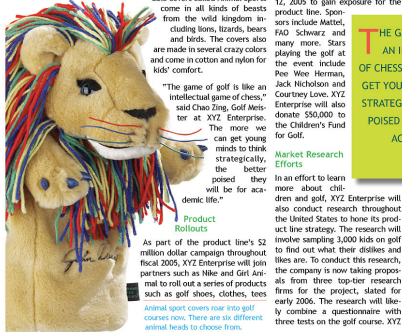 come in all kinds of beasts
from the wild kingdom in-
cluding lions, lizards, bears
and birds. The covers also
are made in several crazy colors
and come in cotton and nylon for
kids' comfort.
"The game of golf is like an
intellectual game of chess,"
said Chao Zing, Golf Meis-
ter at XYZ Enterprise.
The more we
can get young
minds to think
strategically,
the better
poised they
will be for aca-
demic life."
Product
Rollouts
As part of the product line's $2
million dollar campaign throughout
fiscal 2005, XYZ Enterprise will join
partners such as Nike and Girl Ani-
mal to roll out a series of products
such as golf shoes, clothes, tees
Animal sport covers roar into golf
courses now. There are six different
animal heads to choose from.
12, 2005 to gain exposure for the
product line. Spon-
sors include Mattel,
FAO Schwarz and
many more. Stars
playing the golf at
the event include
Pee Wee Herman,
Jack Nicholson and
Courtney Love. XYZ
Enterprise will also
donate $50,000 to
the Children's Fund
for Golf.
Market Research
Efforts
In an effort to learn
more about chil-
dren and golf, XYZ Enterprise will
also conduct research throughout
the United States to hone its prod-
uct line strategy. The research will
involve sampling 3,000 kids on golf
to find out what their dislikes and
likes are. To conduct this research,
the company is now taking propos-
als from three top-tier research
firms for the project, slated for
early 2006. The research will like-
ly combine a questionnaire with
three tests on the golf course. XYZ
THE G
AN I
OF CHESS
GET YOU
STRATEG
POISED
AC